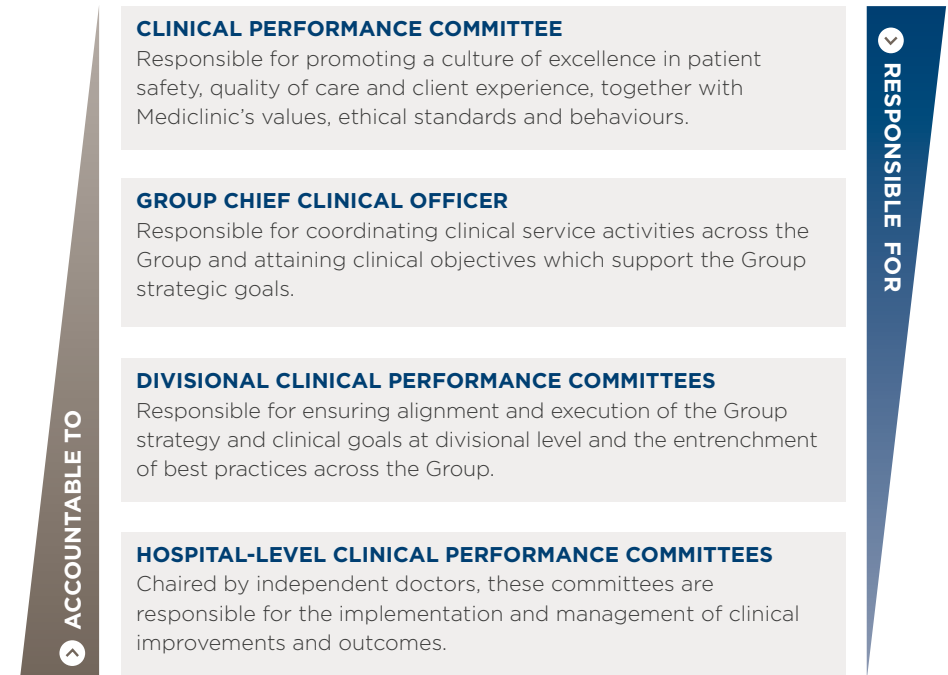 CLINICAL PERFORMANCE COMMITTEE
Responsible for promoting a culture of excellence in patient
safety, quality of care and client experience, together with
Mediclinic’s values, ethical standards and behaviours.
GROUP CHIEF CLINICAL OFFICER
Responsible for coordinating clinical service activities across the
Group and attaining clinical objectives which support the Group
strategic goals.
DIVISIONAL CLINICAL PERFORMANCE COMMITTEES
Responsible for ensuring alignment and execution of the Group
strategy and clinical goals at divisional level and the entrenchment
of best practices across the Group.
HOSPITAL-LEVEL CLINICAL PERFORMANCE COMMITTEES
Chaired by independent doctors, these committees are
responsible for the implementation and management of clinical
improvements and outcomes.
ACCOUNTABLE TO
RESPONSIBLE FOR